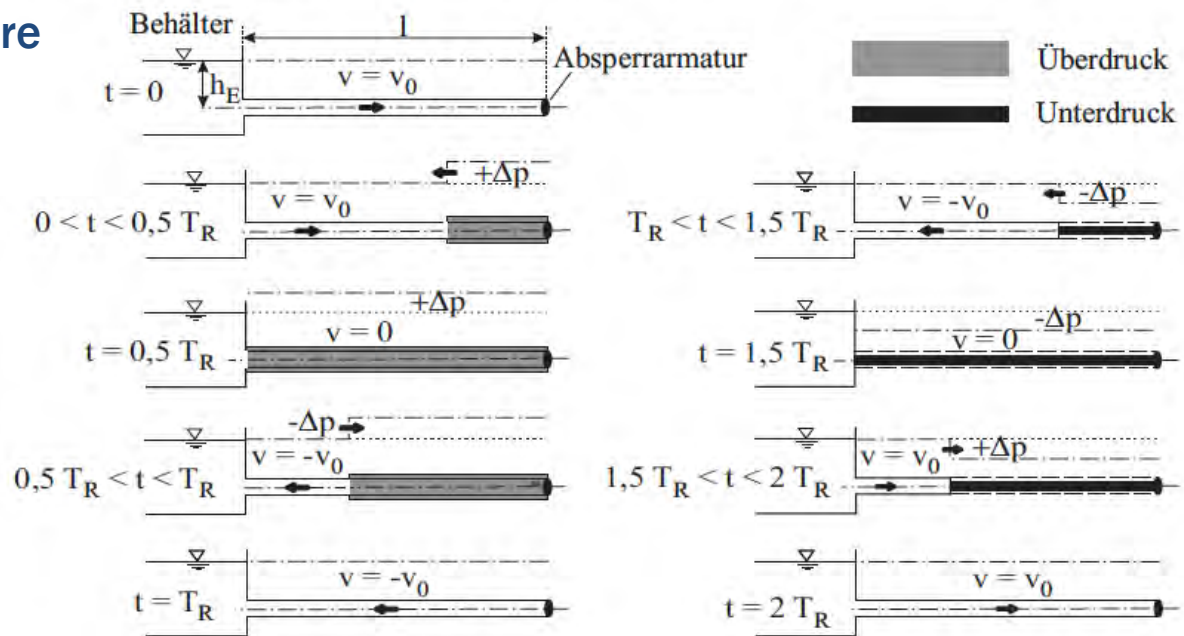 re
Behälter
l
Absperrarmatur
Überdruck
Unterdruck
t = 0
h_E
v = v_0
+Δp
v = v_0
0 < t < 0,5 T_R
+Δp
v = 0
t = 0,5 T_R
-Δp
v = -v_0
0,5 T_R < t < T_R
v = -v_0
t = T_R
-Δp
v = -v_0
T_R < t < 1,5 T_R
-Δp
v = 0
t = 1,5 T_R
+Δp
v = v_0
1,5 T_R < t < 2 T_R
v = v_0
t = 2 T_R